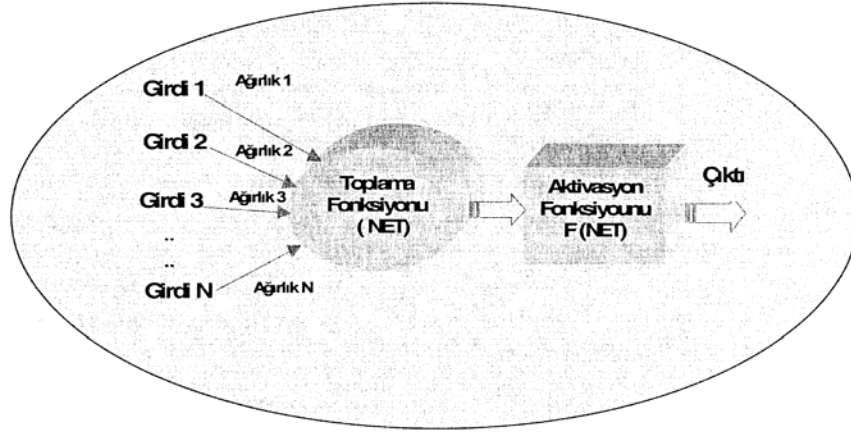 Girdi 1
Ağırlık 1
Girdi 2
Ağırlık 2
Girdi 3
Ağırlık 3
..
..
Girdi N
Ağırlık N
Toplama
Fonksiyonu
( NET)
Aktivasyon
Fonksiyounu
F (NET)
Çıktı